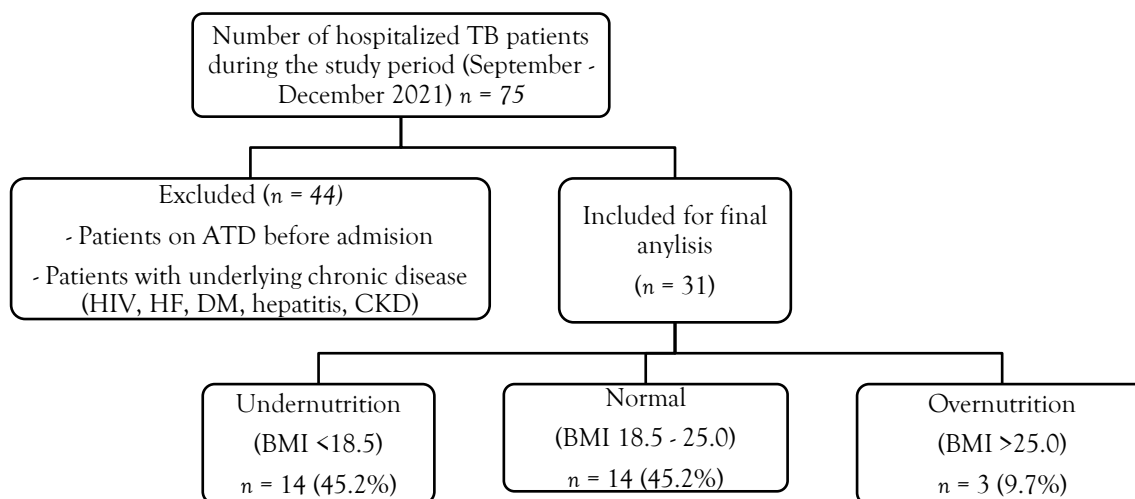 Number of hospitalized TB patients
during the study period (September -
December 2021) n = 75
Excluded (n = 44)
- Patients on ATD before admision
- Patients with underlying chronic disease
(HIV, HF, DM, hepatitis, CKD)
Included for final
anylisis
(n = 31)
Undernutrition
(BMI <18.5)
n = 14 (45.2%)
Normal
(BMI 18.5 - 25.0)
n = 14 (45.2%)
Overnutrition
(BMI >25.0)
n = 3 (9.7%)